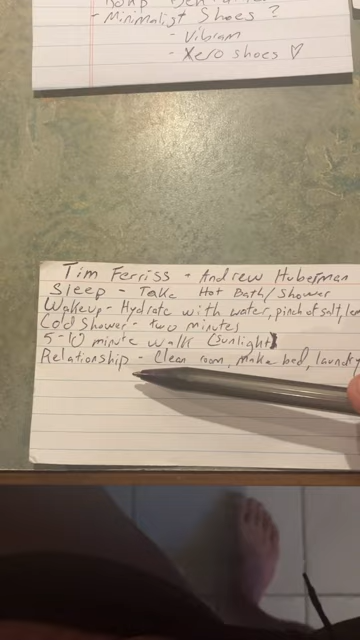 - Minimalist Shoes ?
- Vibram
- Xero shoes ♡
Tim Ferriss - Andrew Huberman
Sleep - Take Hot Bath/Shower
Wakeup - Hydrate with water, pinch of salt,
Cold Shower - two minutes
5-10 minute walk (sunlight)
Relationship - Clean room, make bed, laundry